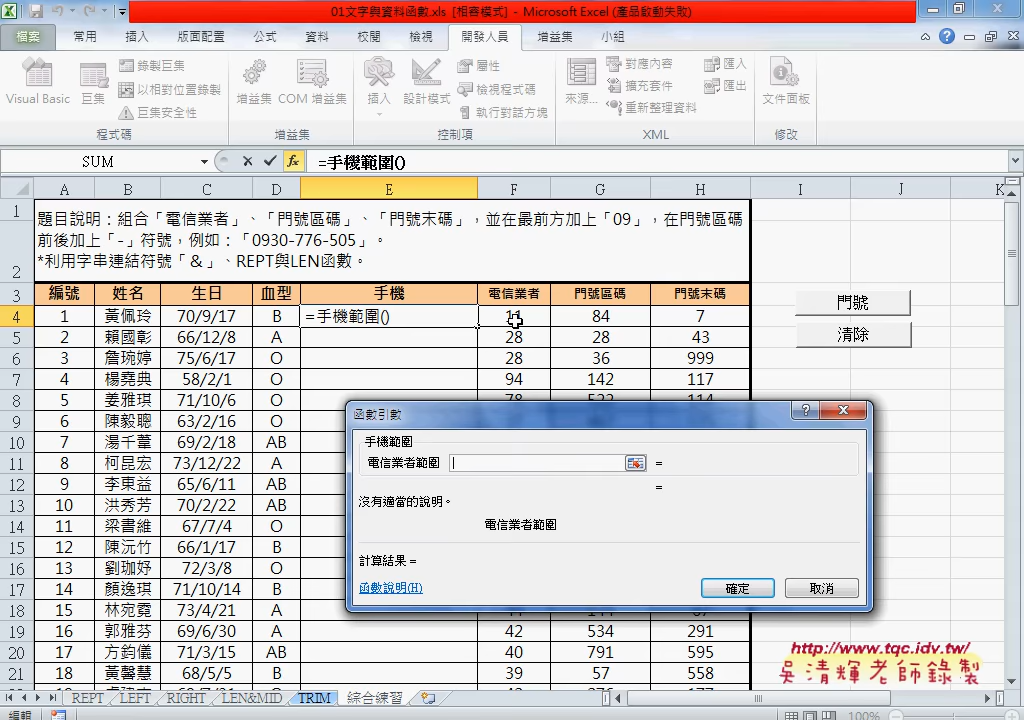 01文字與資料函數.xls [相容模式] - Microsoft Excel (產品啟動失敗)
檔案 常用 插入 版面配置 公式 資料 校閱 檢視 開發人員 增益集 小組
Visual Basic 巨集 錄製巨集 以相對位置錄製 巨集安全性 程式碼
增益集 COM 增益集 增益集
插入 設計模式 屬性 檢視程式碼 執行對話方塊 控制項
來源... 對應內容 擴充套件 重新整理資料 匯入 匯出 XML
文件面板 修改
SUM =手機範圍()
A B C D E F G H I J K
1 題目說明：組合「電信業者」、「門號區碼」、「門號末碼」，並在最前方加上「09」，在門號區碼
前後加上「-」符號，例如：「0930-776-505」。
2 *利用字串連結符號「&」、REPT與LEN函數。
3 編號 姓名 生日 血型 手機 電信業者 門號區碼 門號末碼
門號
4 1 黃佩玲 70/9/17 B =手機範圍() 11 84 7
清除
5 2 賴國彰 66/12/8 A 28 28 43
6 3 詹琬婷 75/6/17 O 28 36 999
7 4 楊堯典 58/2/1 O 94 142 117
8 5 姜雅琪 71/10/6 O
9 6 陳毅聰 63/2/16 O
10 7 湯千葦 69/2/18 AB
11 8 柯昆宏 73/12/22 A
12 9 李東益 65/6/11 AB
13 10 洪秀芳 70/2/22 AB
14 11 梁書維 67/7/4 O
15 12 陳沅竹 66/1/17 B
16 13 劉珈妤 72/3/8 O
17 14 顏逸琪 71/10/14 B
18 15 林宛霓 73/4/21 A
19 16 郭雅芬 69/6/30 A 42 534 291
20 17 方鈞儀 71/3/15 AB 40 791 595
21 18 黃馨慧 68/5/5 B 39 57 558
函數引數
手機範圍
電信業者範圍 =
=
沒有適當的說明。
電信業者範圍
計算結果 =
函數說明(H) 確定 取消
http://www.tqc.idv.tw/
吳清輝老師錄製
REPT LEFT RIGHT LEN&MID TRIM 綜合練習
編輯 100%